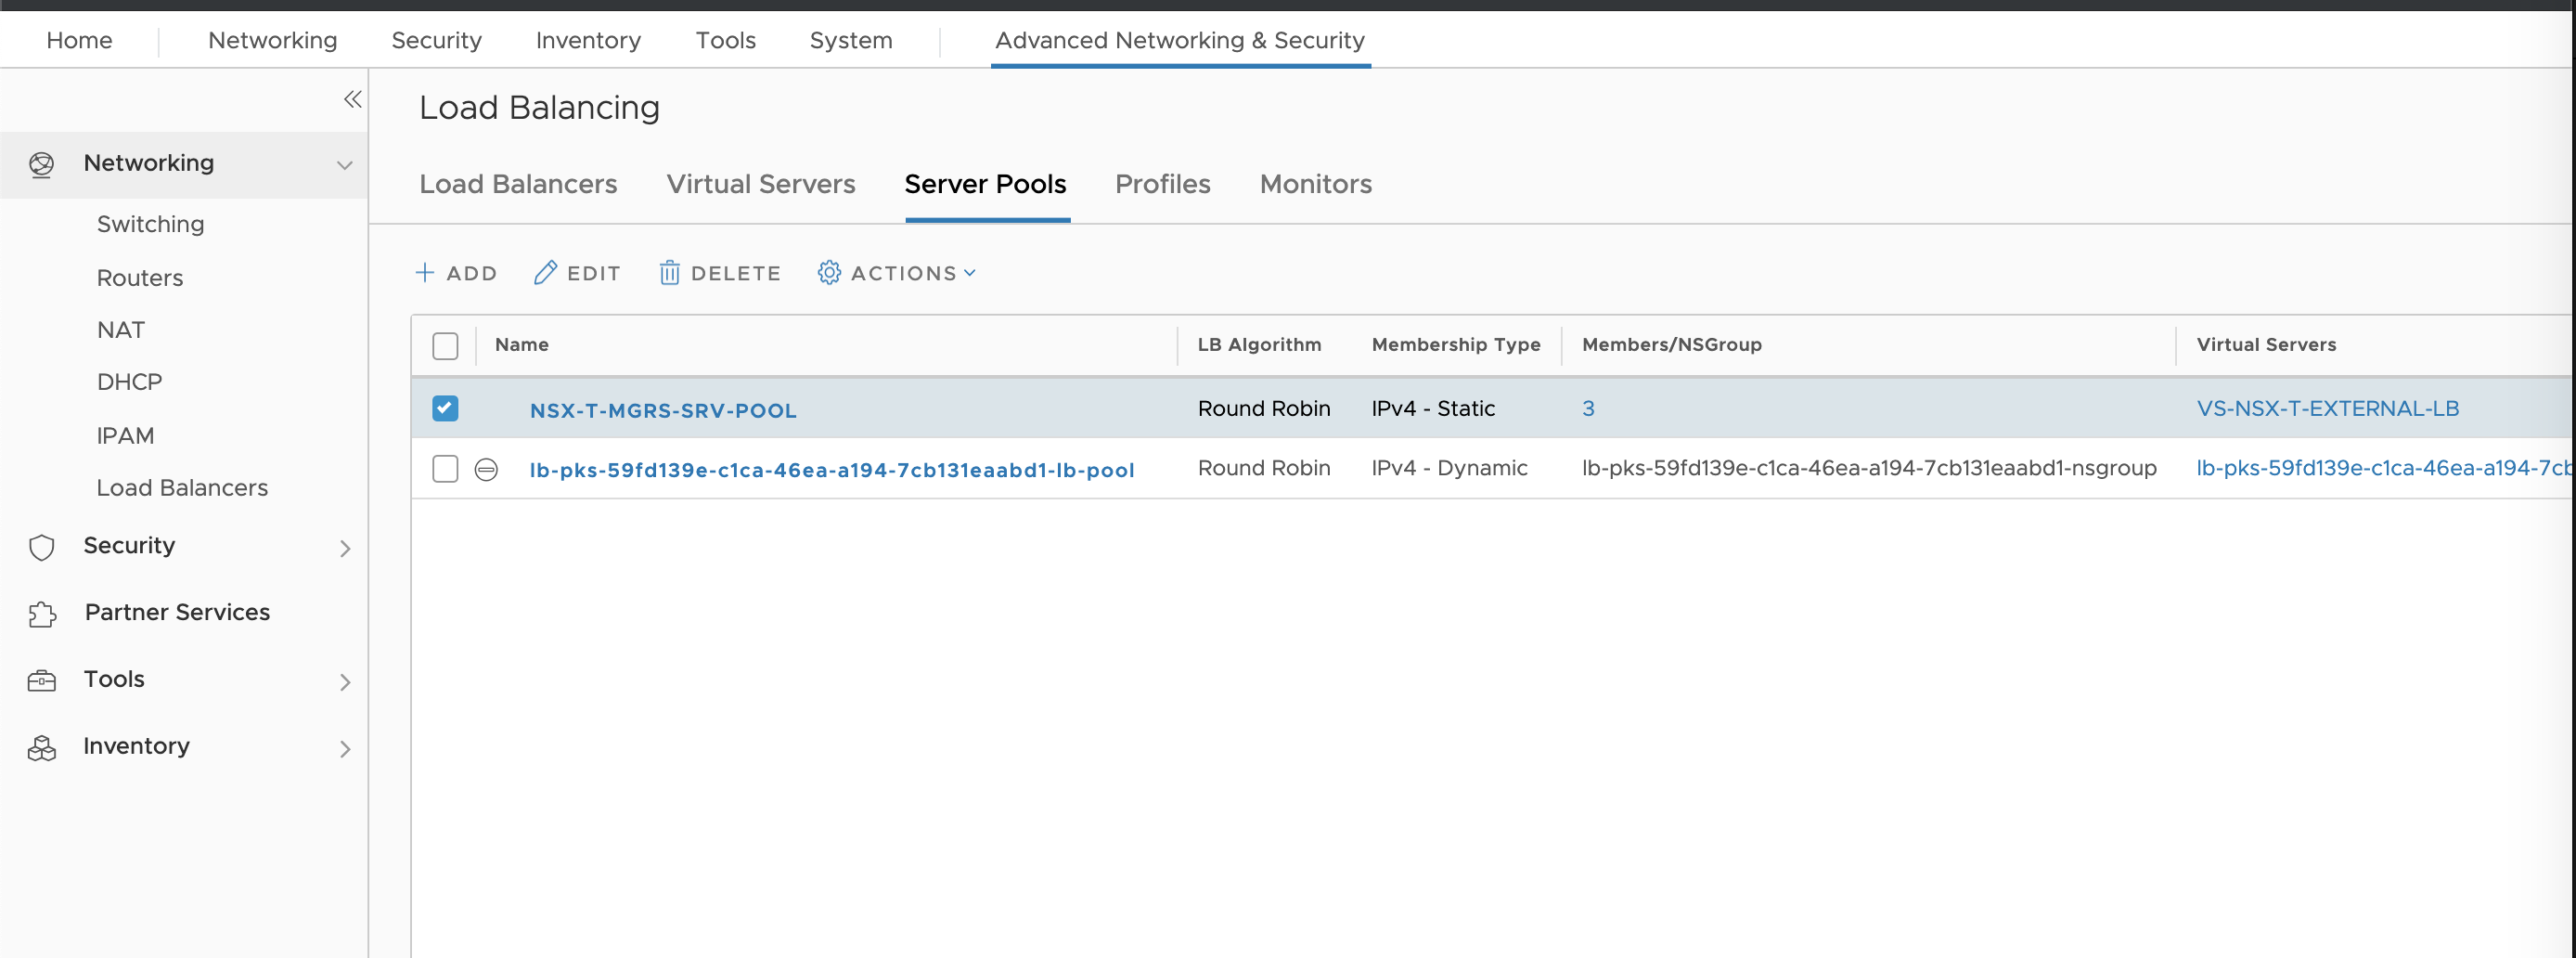 Home Networking Security Inventory Tools System Advanced Networking & Security
Load Balancing
Networking
Switching
Routers
NAT
DHCP
IPAM
Load Balancers
Security
Partner Services
Tools
Inventory
Load Balancers Virtual Servers Server Pools Profiles Monitors
ADD EDIT DELETE ACTIONS
Name LB Algorithm Membership Type Members/NSGroup Virtual Servers
NSX-T-MGRS-SRV-POOL Round Robin IPv4 - Static 3 VS-NSX-T-EXTERNAL-LB
lb-pks-59fd139e-c1ca-46ea-a194-7cb131eaabd1-lb-pool Round Robin IPv4 - Dynamic lb-pks-59fd139e-c1ca-46ea-a194-7cb131eaabd1-nsgroup lb-pks-59fd139e-c1ca-46ea-a194-7cb